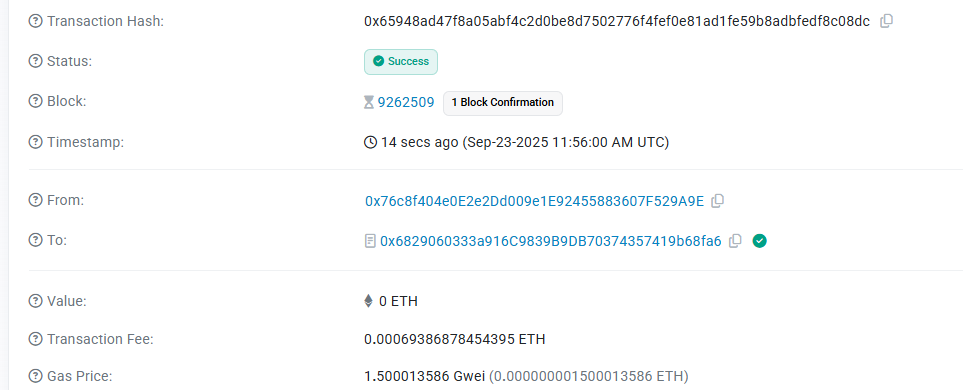 Transaction Hash: 0x65948ad47f8a05abf4c2d0be8d7502776f4fef0e81ad1fe59b8adbfedf8c08dc
Status: Success
Block: 9262509 1 Block Confirmation
Timestamp: 14 secs ago (Sep-23-2025 11:56:00 AM UTC)
From: 0x76c8f404e0E2e2Dd009e1E92455883607F529A9E
To: 0x6829060333a916C9839B9DB70374357419b68fa6
Value: 0 ETH
Transaction Fee: 0.00069386878454395 ETH
Gas Price: 1.500013586 Gwei (0.000000001500013586 ETH)